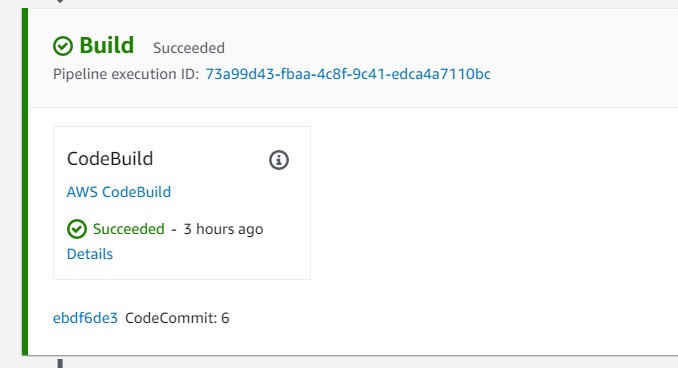 Build Succeeded
Pipeline execution ID: 73a99d43-fbaa-4c8f-9c41-edca4a7110bc
CodeBuild
AWS CodeBuild
Succeeded - 3 hours ago
Details
ebdf6de3 CodeCommit: 6